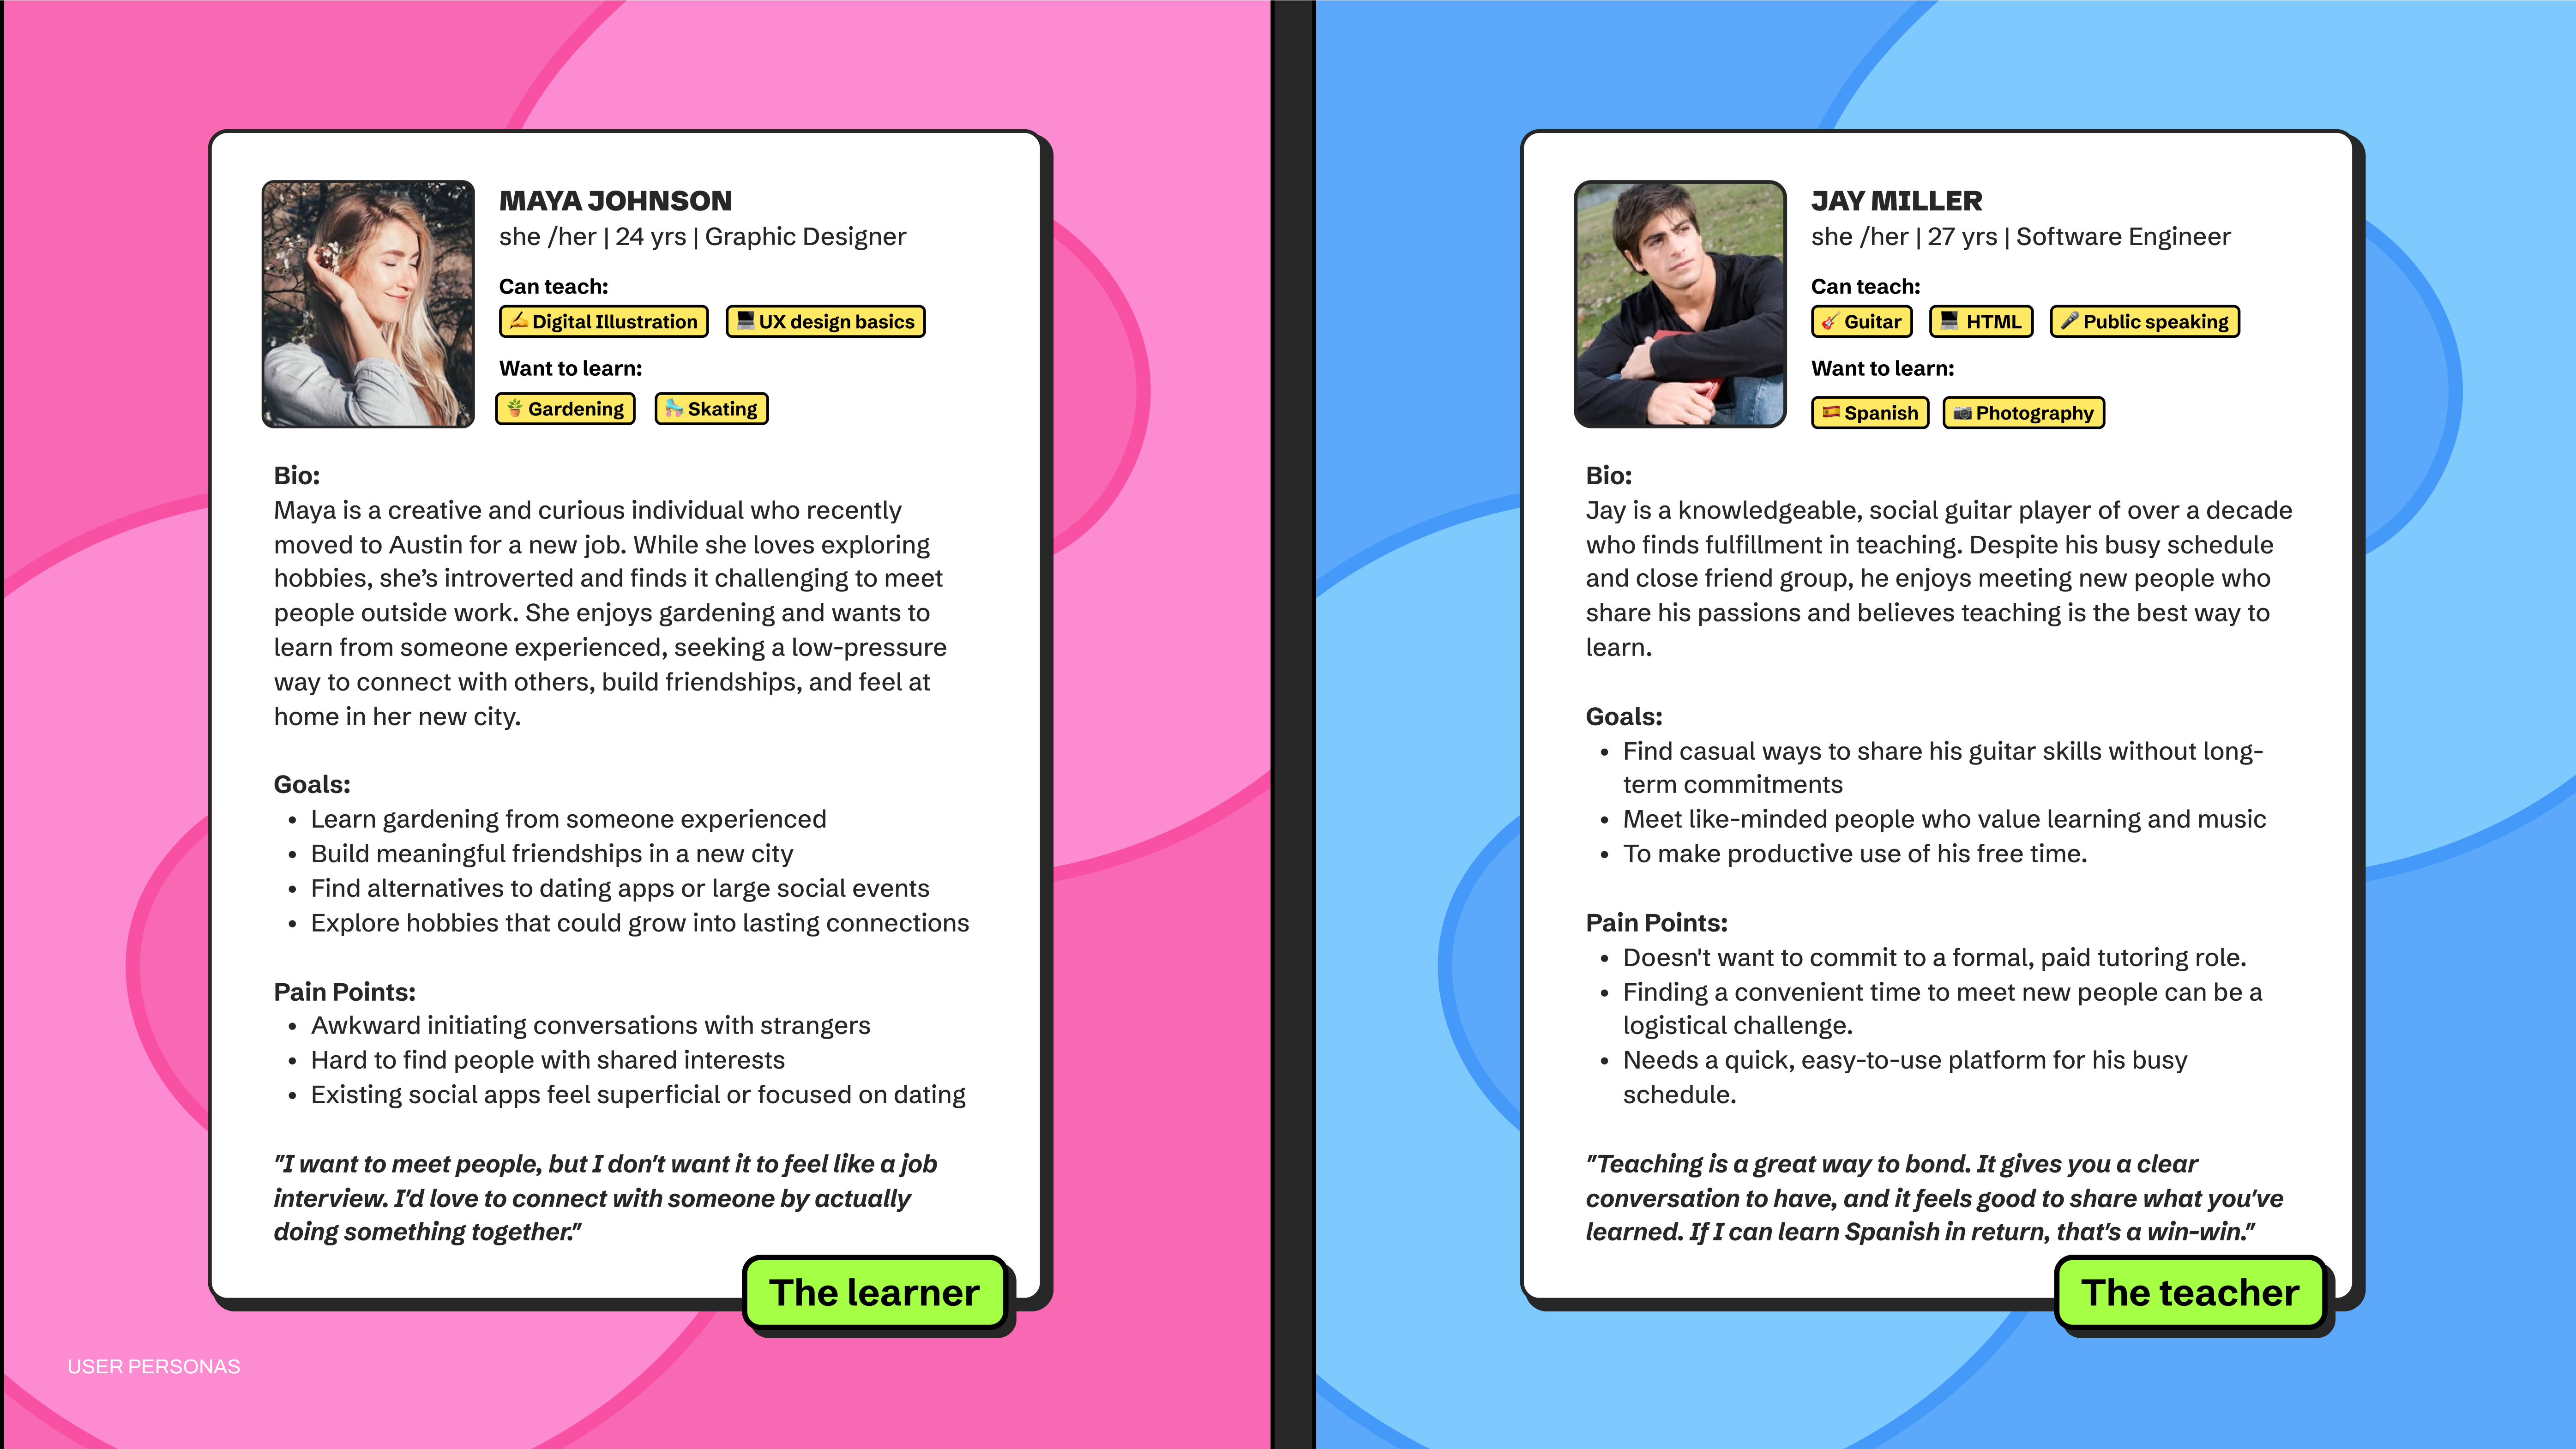 MAYA JOHNSON
she /her | 24 yrs | Graphic Designer
Can teach:
Digital Illustration UX design basics
Want to learn:
Gardening Skating
Bio:
Maya is a creative and curious individual who recently
moved to Austin for a new job. While she loves exploring
hobbies, she’s introverted and finds it challenging to meet
people outside work. She enjoys gardening and wants to
learn from someone experienced, seeking a low-pressure
way to connect with others, build friendships, and feel at
home in her new city.
Goals:
• Learn gardening from someone experienced
• Build meaningful friendships in a new city
• Find alternatives to dating apps or large social events
• Explore hobbies that could grow into lasting connections
Pain Points:
• Awkward initiating conversations with strangers
• Hard to find people with shared interests
• Existing social apps feel superficial or focused on dating
"I want to meet people, but I don't want it to feel like a job
interview. I'd love to connect with someone by actually
doing something together."
The learner
USER PERSONAS
JAY MILLER
she /her | 27 yrs | Software Engineer
Can teach:
Guitar HTML Public speaking
Want to learn:
Spanish Photography
Bio:
Jay is a knowledgeable, social guitar player of over a decade
who finds fulfillment in teaching. Despite his busy schedule
and close friend group, he enjoys meeting new people who
share his passions and believes teaching is the best way to
learn.
Goals:
• Find casual ways to share his guitar skills without long-
term commitments
• Meet like-minded people who value learning and music
• To make productive use of his free time.
Pain Points:
• Doesn't want to commit to a formal, paid tutoring role.
• Finding a convenient time to meet new people can be a
logistical challenge.
• Needs a quick, easy-to-use platform for his busy
schedule.
"Teaching is a great way to bond. It gives you a clear
conversation to have, and it feels good to share what you've
learned. If I can learn Spanish in return, that's a win-win."
The teacher